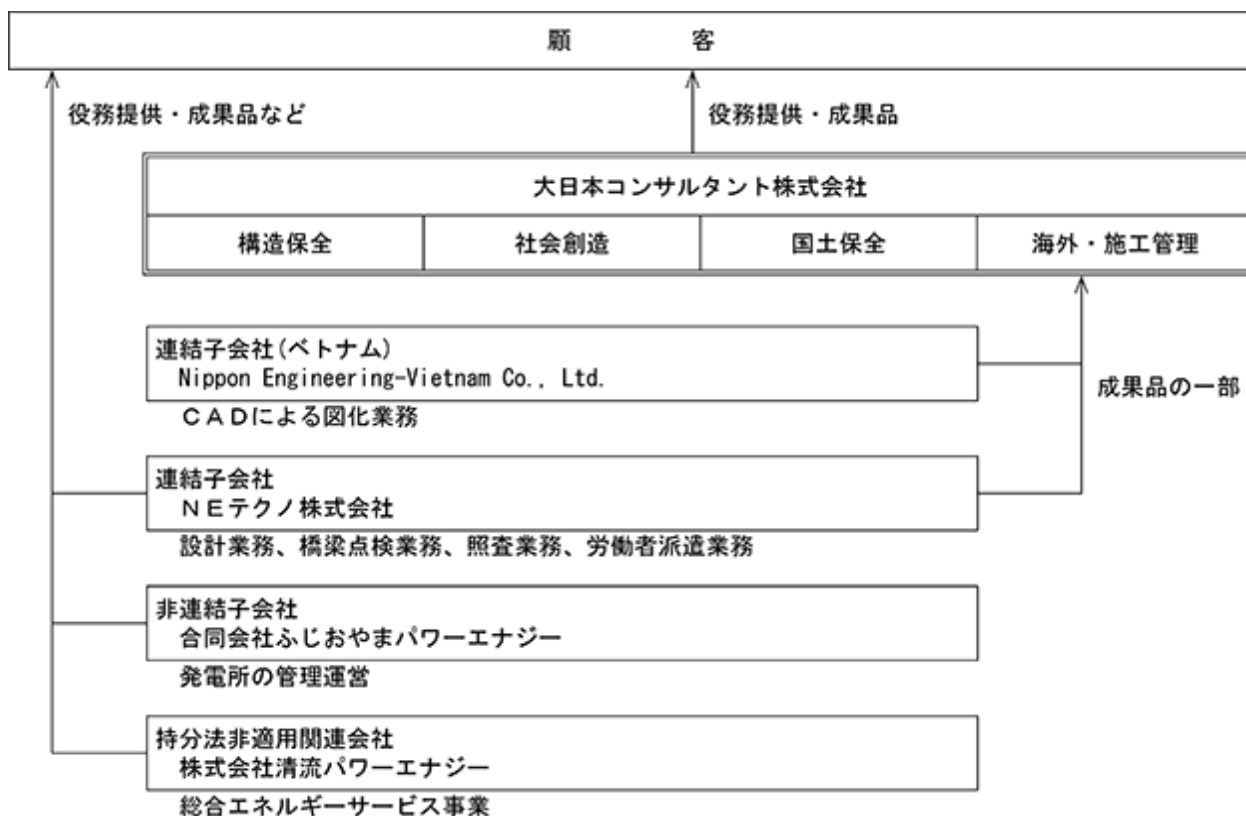 顧客
役務提供・成果品など
役務提供・成果品
大日本コンサルタント株式会社
構造保全
社会創造
国土保全
海外・施工管理
連結子会社(ベトナム)
Nippon Engineering-Vietnam Co., Ltd.
ＣＡＤによる図化業務
成果品の一部
連結子会社
ＮＥテクノ株式会社
設計業務、橋梁点検業務、照査業務、労働者派遣業務
非連結子会社
合同会社ふじおやまパワーエナジー
発電所の管理運営
持分法非適用関連会社
株式会社清流パワーエナジー
総合エネルギーサービス事業